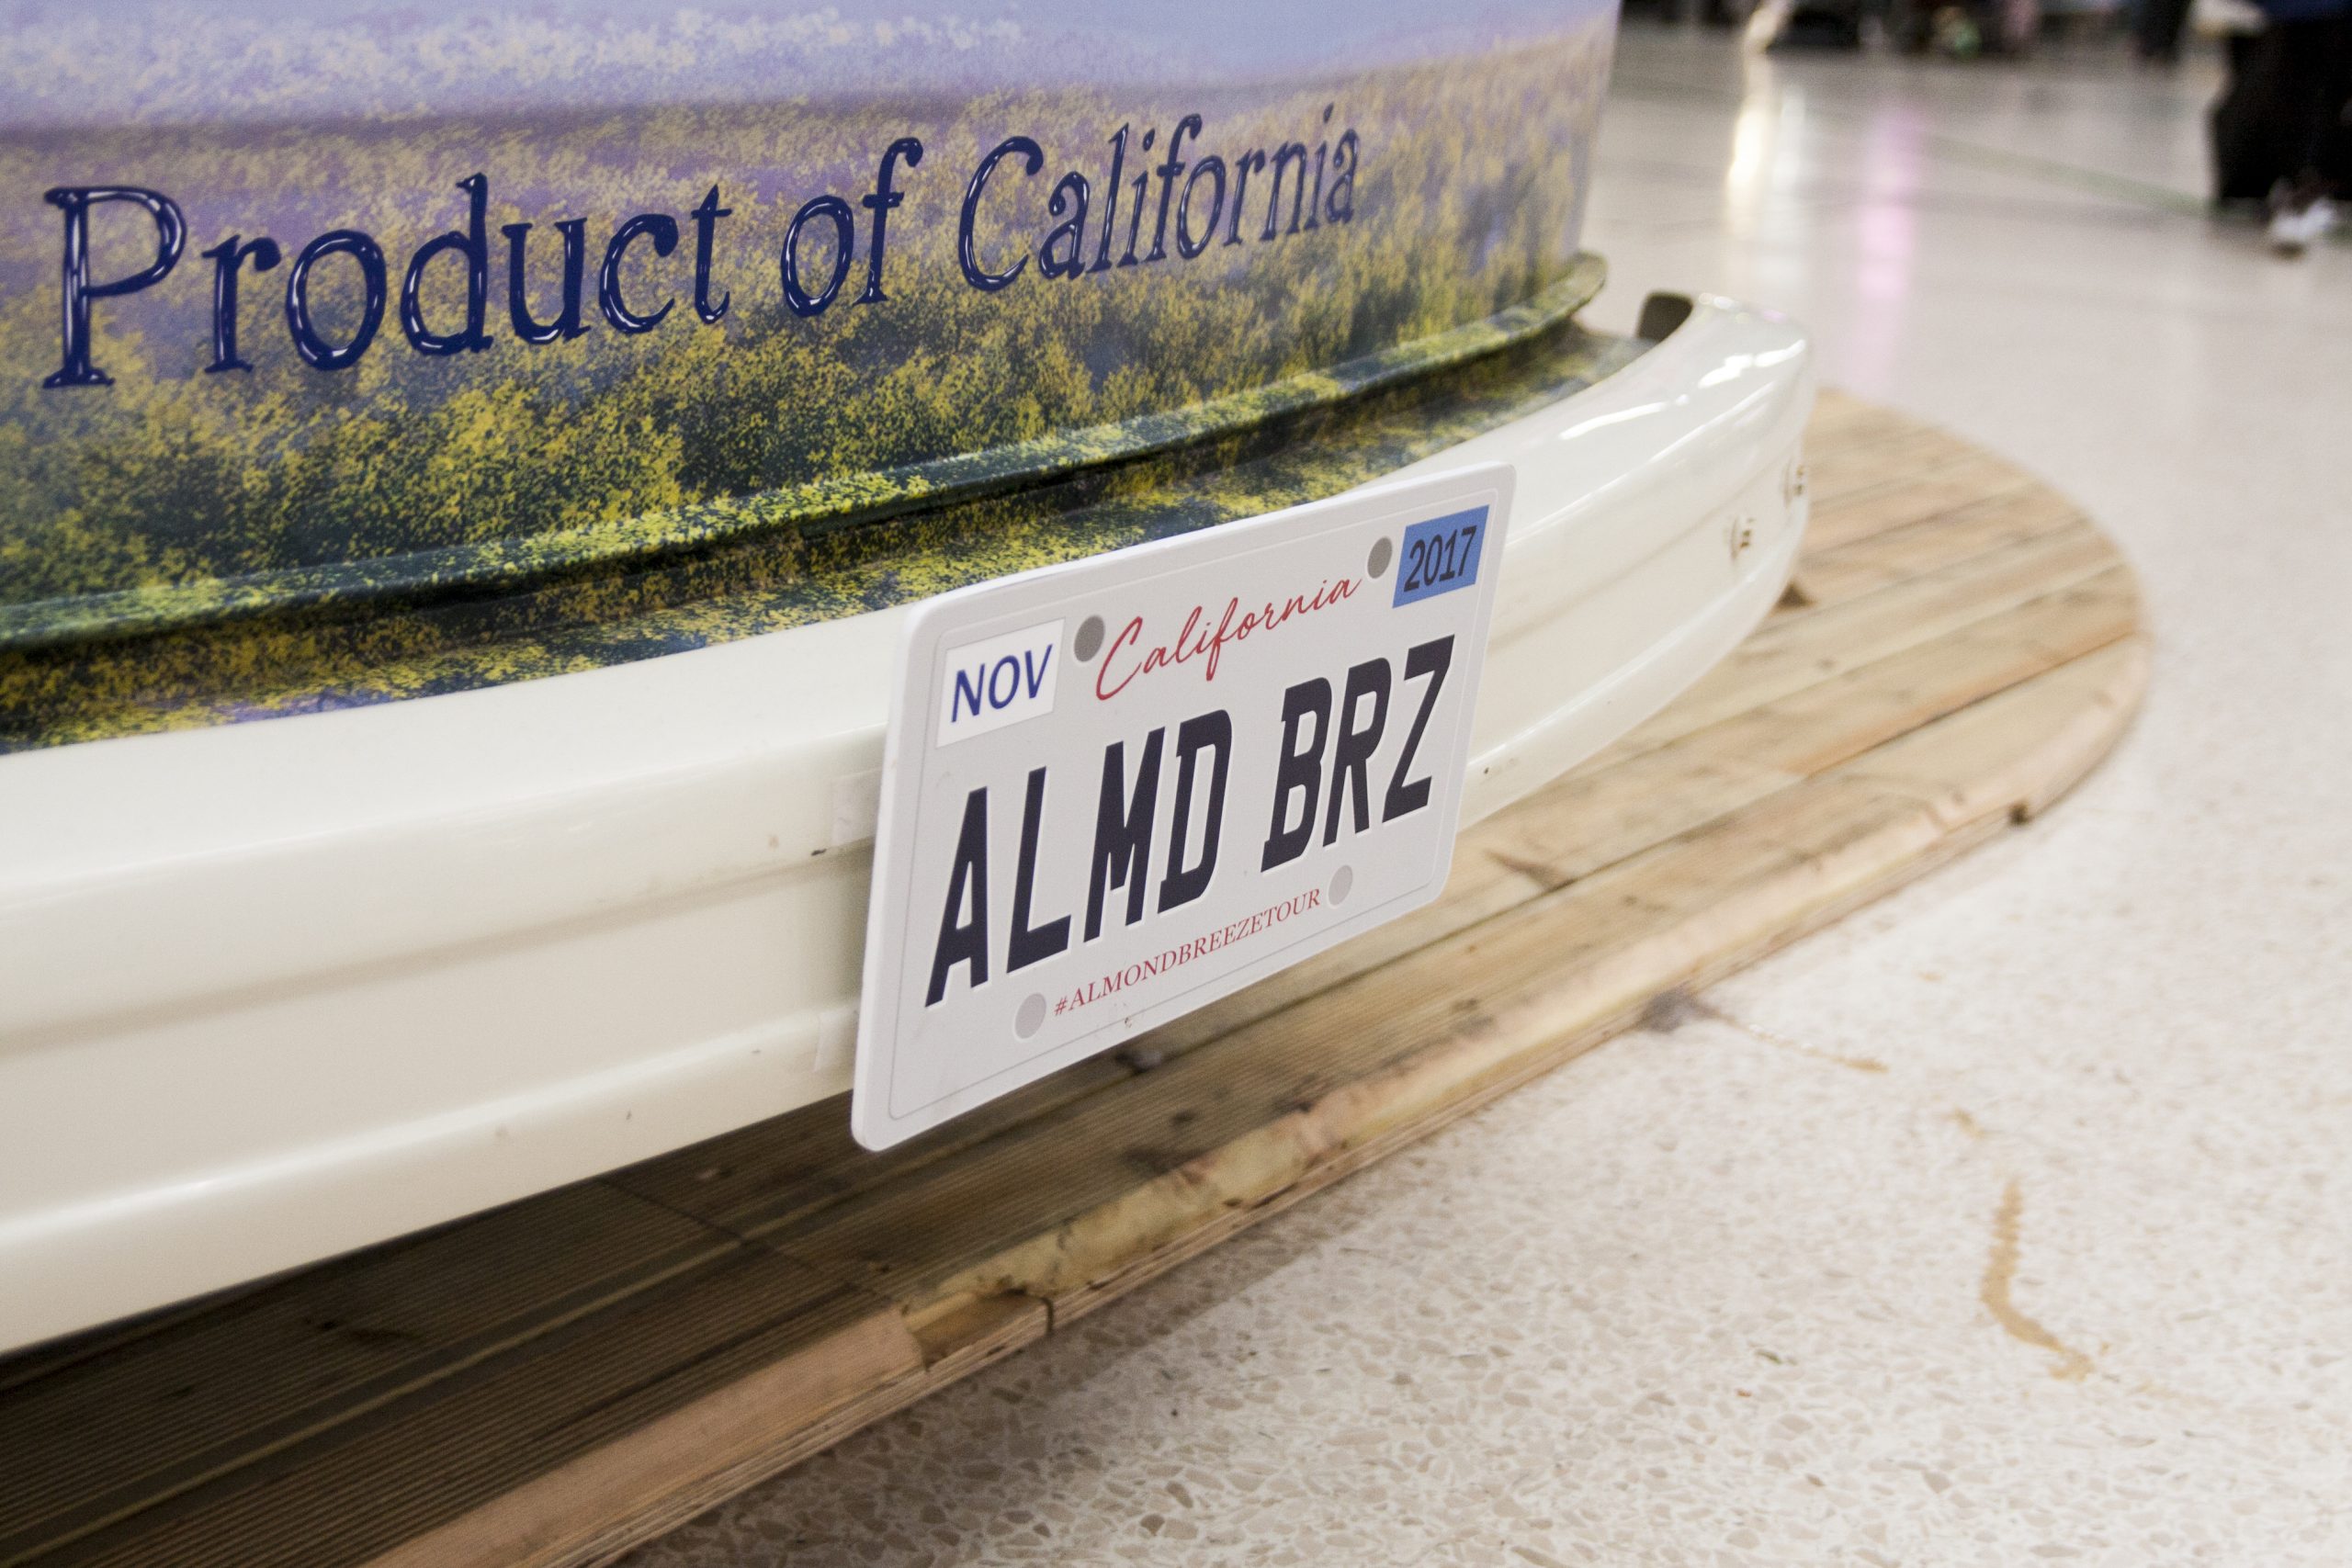 Product of California
NOV California 2017
ALMD BRZ
#ALMONDBREEZETOUR